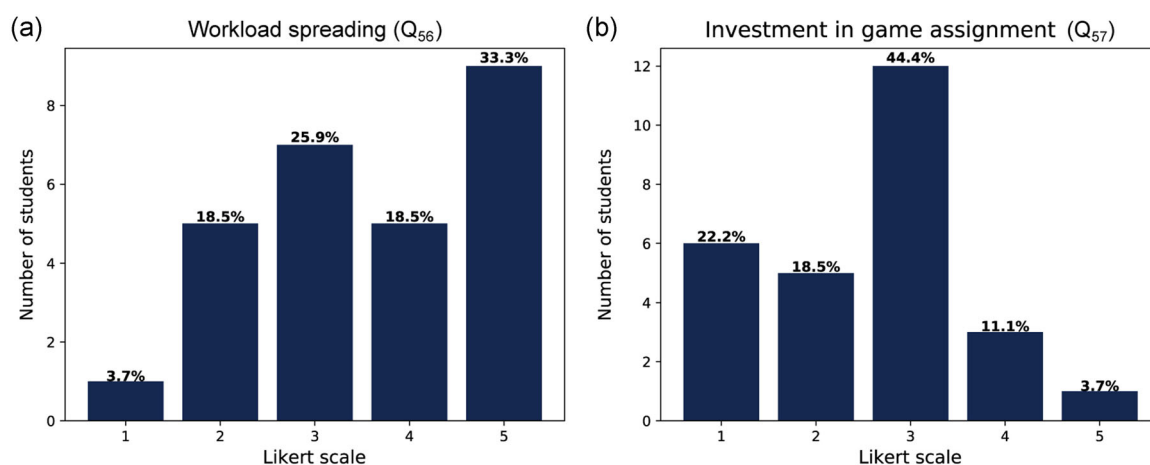 (a) Workload spreading (Q56)
Number of students
8
6
4
2
0
3.7%
18.5%
25.9%
18.5%
33.3%
1 2 3 4 5
Likert scale
(b) Investment in game assignment (Q57)
Number of students
12
10
8
6
4
2
0
22.2%
18.5%
44.4%
11.1%
3.7%
1 2 3 4 5
Likert scale